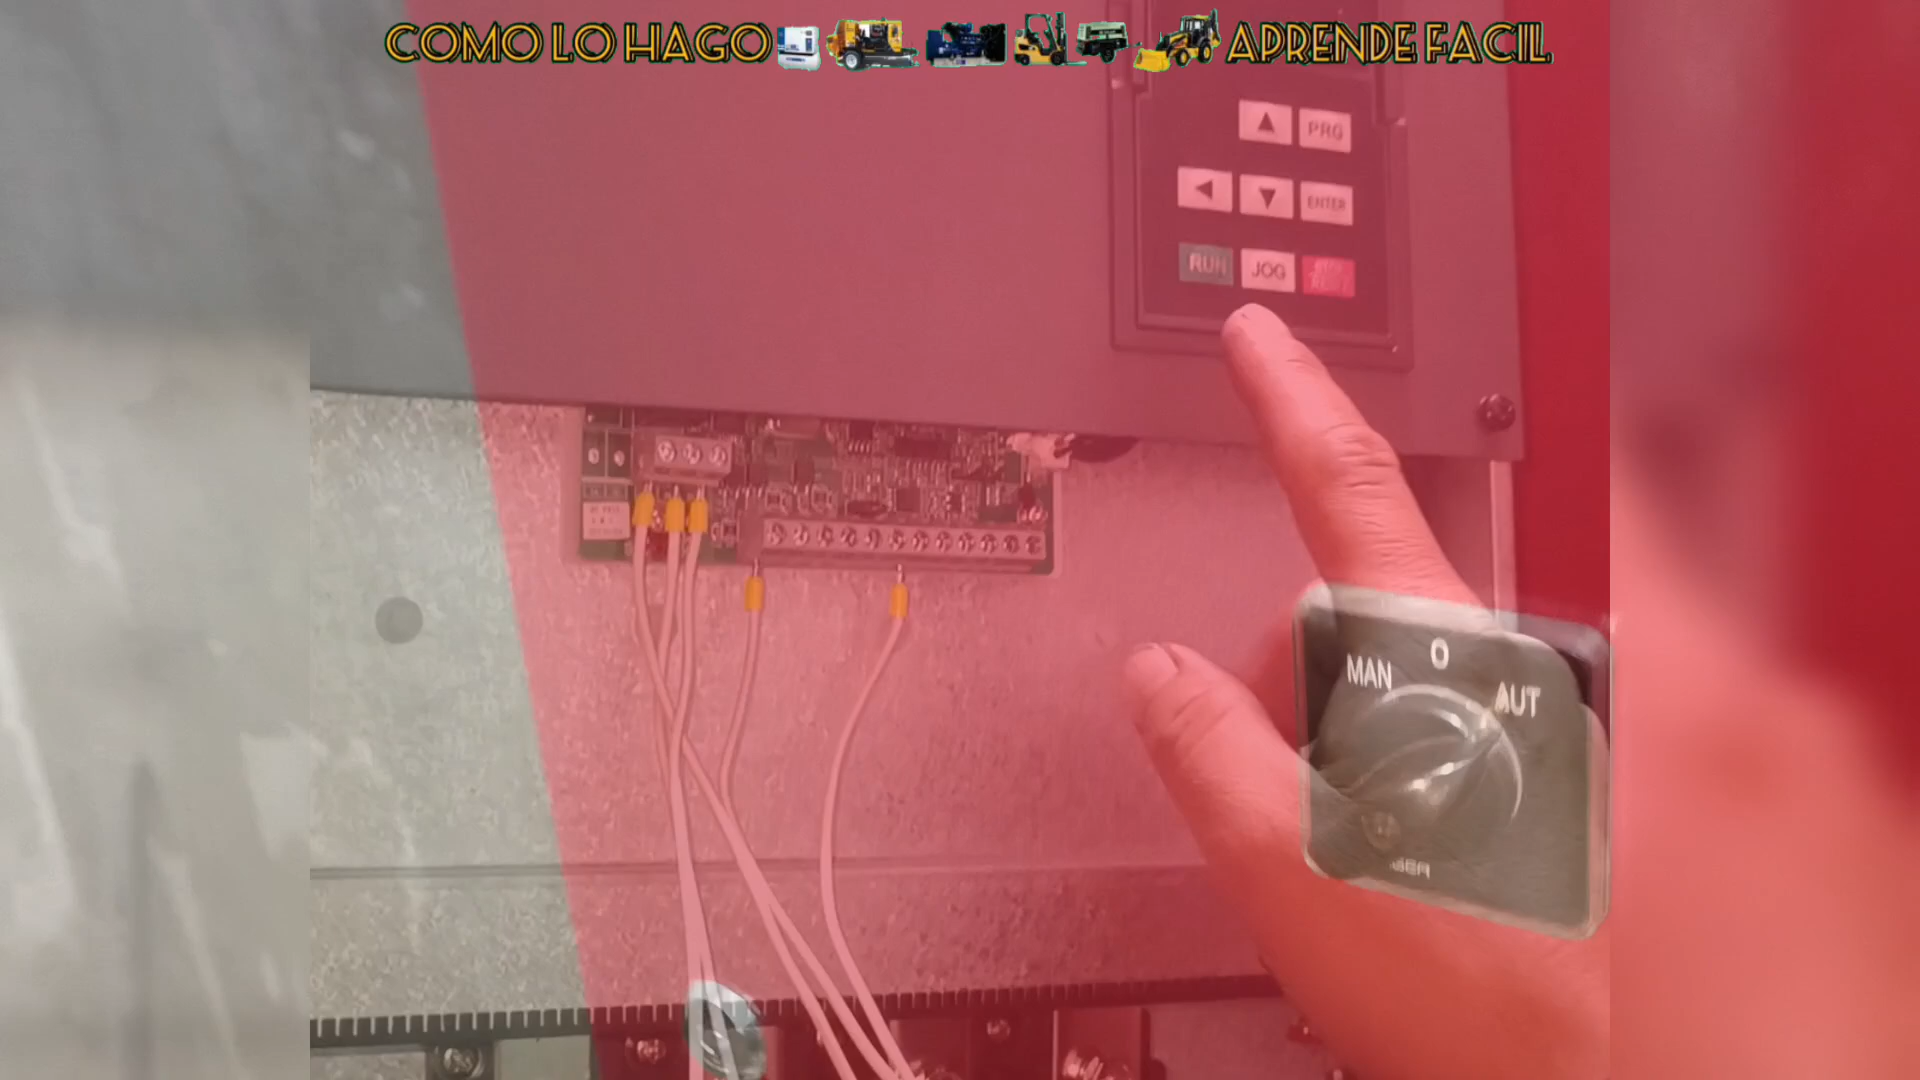 COMO LO HAGO APRENDE FACIL
PRG
ENTER
RUN JOG
MAN 0 AUT